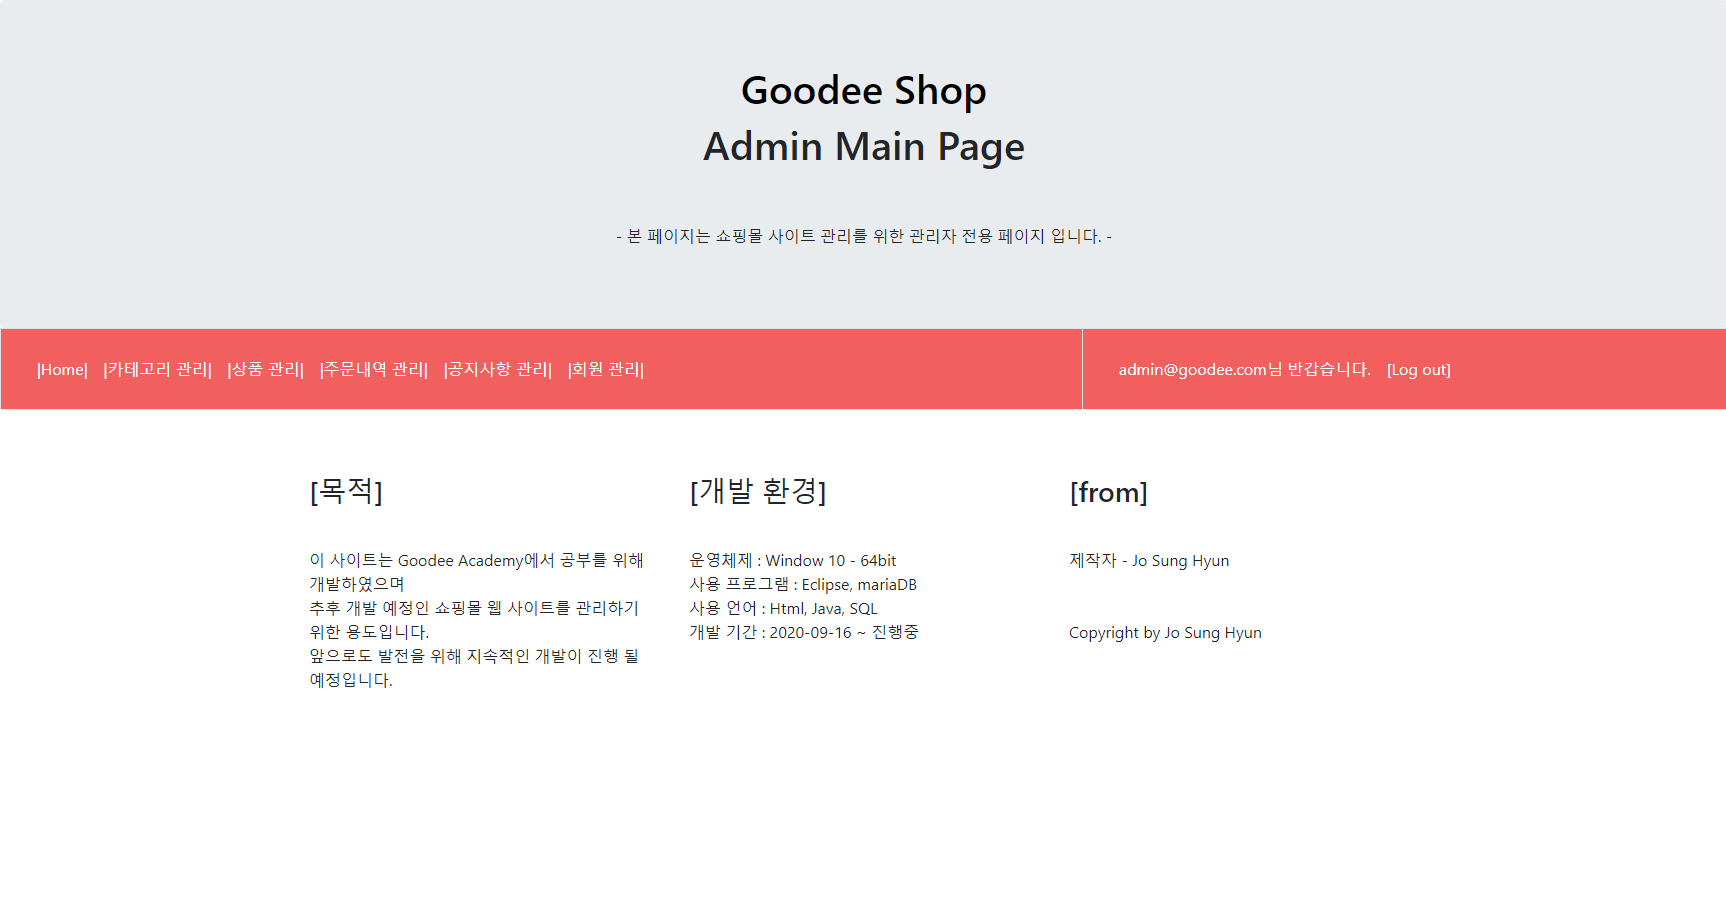 Goodee Shop
Admin Main Page
- 본 페이지는 쇼핑몰 사이트 관리를 위한 관리자 전용 페이지 입니다. -
|Home| |카테고리 관리| |상품 관리| |주문내역 관리| |공지사항 관리| |회원 관리|
admin@goodee.com님 반갑습니다. [Log out]
[목적]
이 사이트는 Goodee Academy에서 공부를 위해
개발하였으며
추후 개발 예정인 쇼핑몰 웹 사이트를 관리하기
위한 용도입니다.
앞으로도 발전을 위해 지속적인 개발이 진행 될
예정입니다.
[개발 환경]
운영체제 : Window 10 - 64bit
사용 프로그램 : Eclipse, mariaDB
사용 언어 : Html, Java, SQL
개발 기간 : 2020-09-16 ~ 진행중
[from]
제작자 - Jo Sung Hyun
Copyright by Jo Sung Hyun